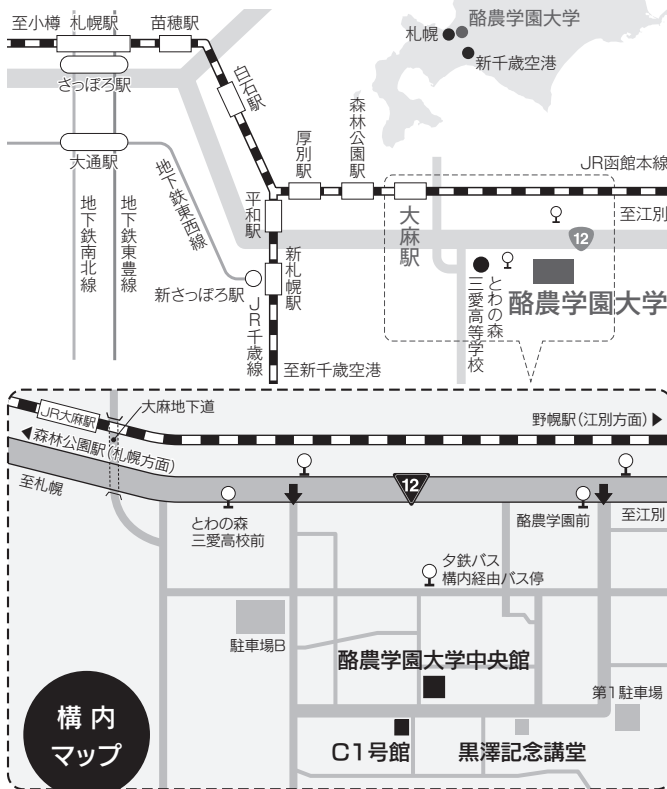 至小樽
札幌駅
苗穂駅
さっぽろ駅
白石駅
大通駅
地下鉄南北線
地下鉄東豊線
地下鉄東西線
平和駅
厚別駅
森林公園駅
大麻駅
新札幌駅
新さっぽろ駅
JR千歳線
至新千歳空港
札幌
酪農学園大学
新千歳空港
JR函館本線
至江別
12
とわの森
三愛高等学校
酪農学園大学
JR大麻駅
大麻地下道
野幌駅(江別方面)▶
◀森林公園駅(札幌方面)
至札幌
12
とわの森
三愛高校前
酪農学園前
至江別
夕鉄バス
構内経由バス停
駐車場B
酪農学園大学中央館
第1駐車場
C1号館
黒澤記念講堂
構内
マップ